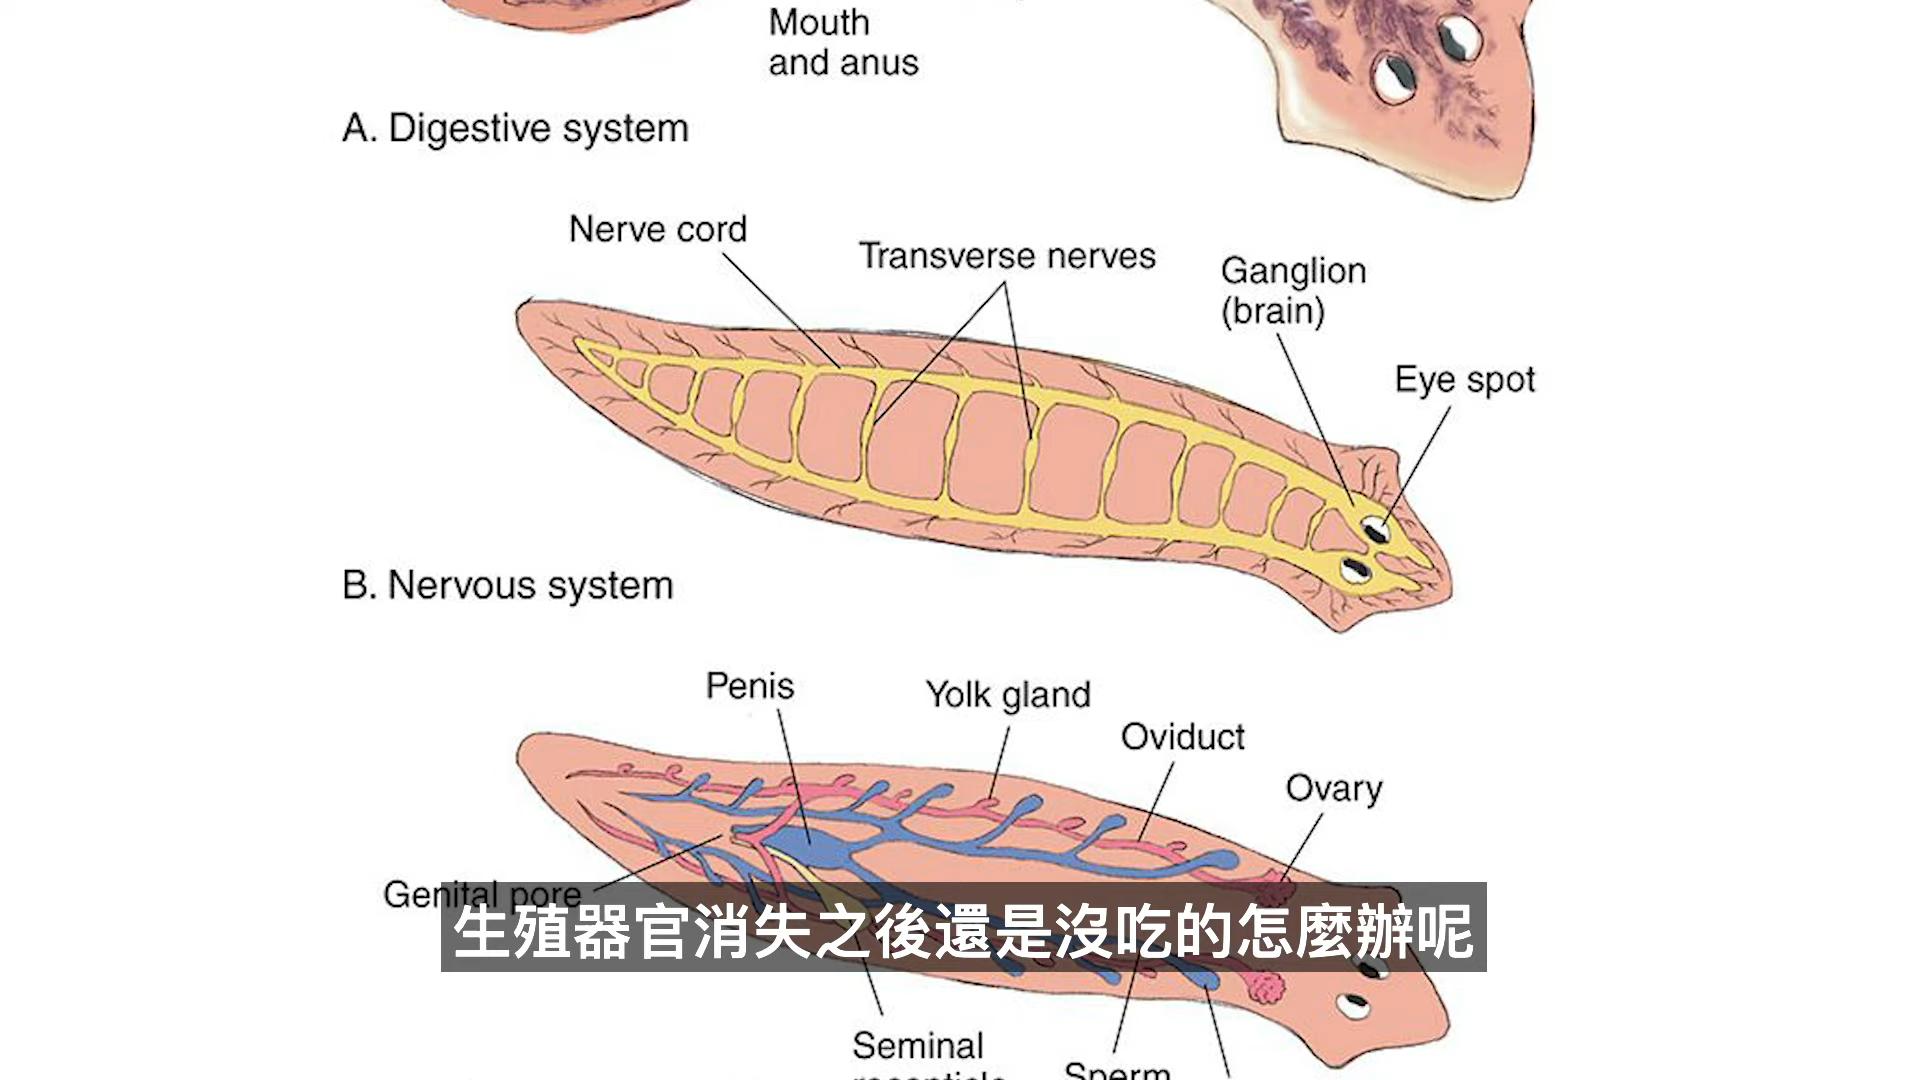 Mouth
and anus
A. Digestive system
Nerve cord
Transverse nerves
Ganglion
(brain)
Eye spot
B. Nervous system
Penis
Yolk gland
Oviduct
Ovary
Genital pore
生殖器官消失之後還是沒吃的怎麼辦呢
Seminal
recepticle
Sperm